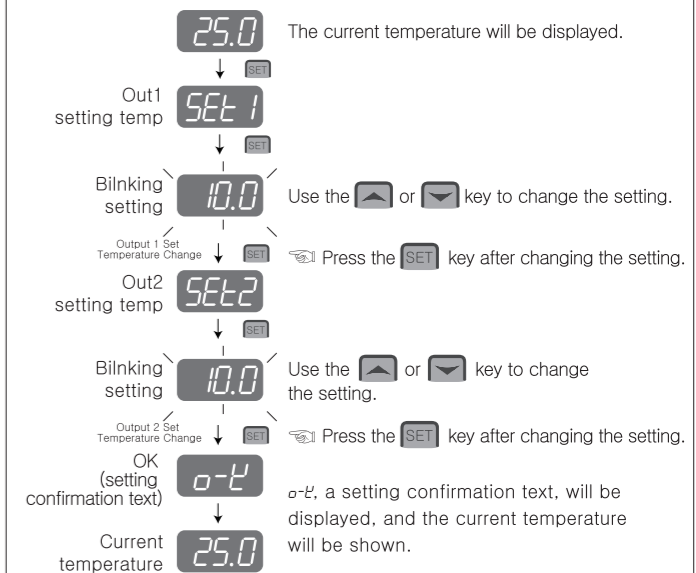 25.0 The current temperature will be displayed.
SET
Out1
setting temp
SEt 1
SET
Bilnking
setting
10.0
Use the or key to change the setting.
Output 1 Set
Temperature Change
SET
Press the SET key after changing the setting.
Out2
setting temp
SEt2
SET
Bilnking
setting
10.0
Use the or key to change
the setting.
Output 2 Set
Temperature Change
SET
Press the SET key after changing the setting.
OK
(setting
confirmation text)
o-k
o-k, a setting confirmation text, will be
displayed, and the current temperature
will be shown.
Current
temperature
25.0